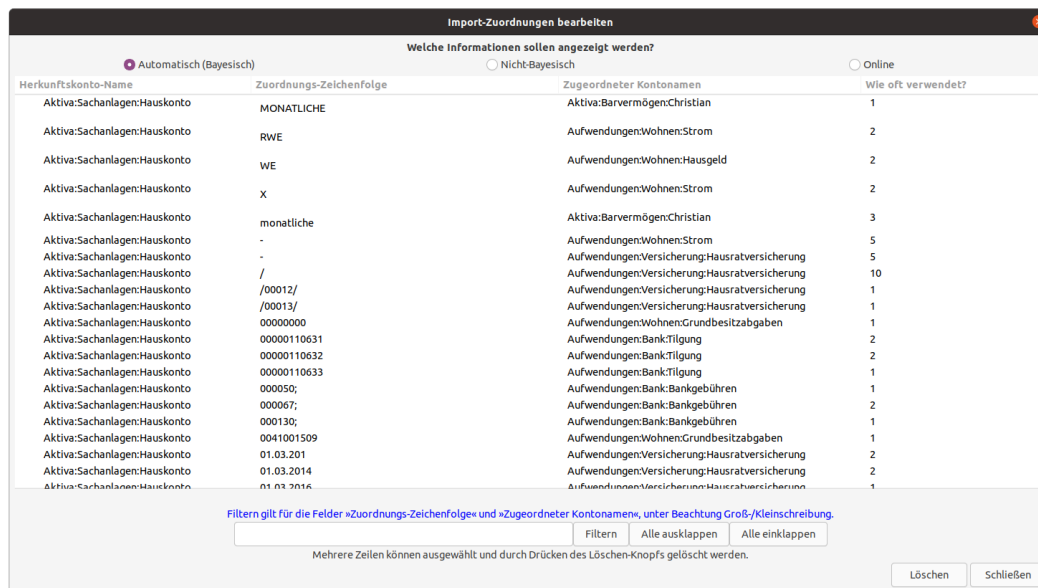 Import-Zuordnungen bearbeiten
Welche Informationen sollen angezeigt werden?
Automatisch (Bayesisch) Nicht-Bayesisch Online
Herkunftskonto-Name Zuordnungs-Zeichenfolge Zugeordneter Kontonamen Wie oft verwendet?
Aktiva:Sachanlagen:Hauskonto MONATLICHE Aktiva:Barvermögen:Christian 1
Aktiva:Sachanlagen:Hauskonto RWE Aufwendungen:Wohnen:Strom 2
Aktiva:Sachanlagen:Hauskonto WE Aufwendungen:Wohnen:Hausgeld 2
Aktiva:Sachanlagen:Hauskonto X Aufwendungen:Wohnen:Strom 2
Aktiva:Sachanlagen:Hauskonto monatliche Aktiva:Barvermögen:Christian 3
Aktiva:Sachanlagen:Hauskonto - Aufwendungen:Wohnen:Strom 5
Aktiva:Sachanlagen:Hauskonto - Aufwendungen:Versicherung:Hausratversicherung 5
Aktiva:Sachanlagen:Hauskonto / Aufwendungen:Versicherung:Hausratversicherung 10
Aktiva:Sachanlagen:Hauskonto /00012/ Aufwendungen:Versicherung:Hausratversicherung 1
Aktiva:Sachanlagen:Hauskonto /00013/ Aufwendungen:Versicherung:Hausratversicherung 1
Aktiva:Sachanlagen:Hauskonto 00000000 Aufwendungen:Wohnen:Grundbesitzabgaben 1
Aktiva:Sachanlagen:Hauskonto 00000110631 Aufwendungen:Bank:Tilgung 2
Aktiva:Sachanlagen:Hauskonto 00000110632 Aufwendungen:Bank:Tilgung 2
Aktiva:Sachanlagen:Hauskonto 00000110633 Aufwendungen:Bank:Tilgung 1
Aktiva:Sachanlagen:Hauskonto 000050; Aufwendungen:Bank:Bankgebühren 1
Aktiva:Sachanlagen:Hauskonto 000067; Aufwendungen:Bank:Bankgebühren 2
Aktiva:Sachanlagen:Hauskonto 000130; Aufwendungen:Bank:Bankgebühren 1
Aktiva:Sachanlagen:Hauskonto 0041001509 Aufwendungen:Wohnen:Grundbesitzabgaben 1
Aktiva:Sachanlagen:Hauskonto 01.03.201 Aufwendungen:Versicherung:Hausratversicherung 2
Aktiva:Sachanlagen:Hauskonto 01.03.2014 Aufwendungen:Versicherung:Hausratversicherung 2
Aktiva:Sachanlagen:Hauskonto 01.03.2016 Aufwendungen:Versicherung:Hausratversicherung 1
Filtern gilt für die Felder »Zuordnungs-Zeichenfolge« und »Zugeordneter Kontonamen«, unter Beachtung Groß-/Kleinschreibung.
Filtern Alle ausklappen Alle einklappen
Mehrere Zeilen können ausgewählt und durch Drücken des Löschen-Knopfs gelöscht werden.
Löschen Schließen